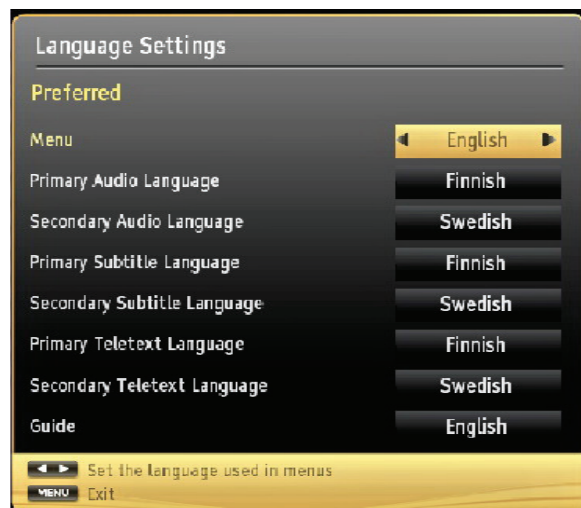 Language Settings
Preferred
Menu English
Primary Audio Language Finnish
Secondary Audio Language Swedish
Primary Subtitle Language Finnish
Secondary Subtitle Language Swedish
Primary Teletext Language Finnish
Secondary Teletext Language Swedish
Guide English
Set the language used in menus
MENU Exit